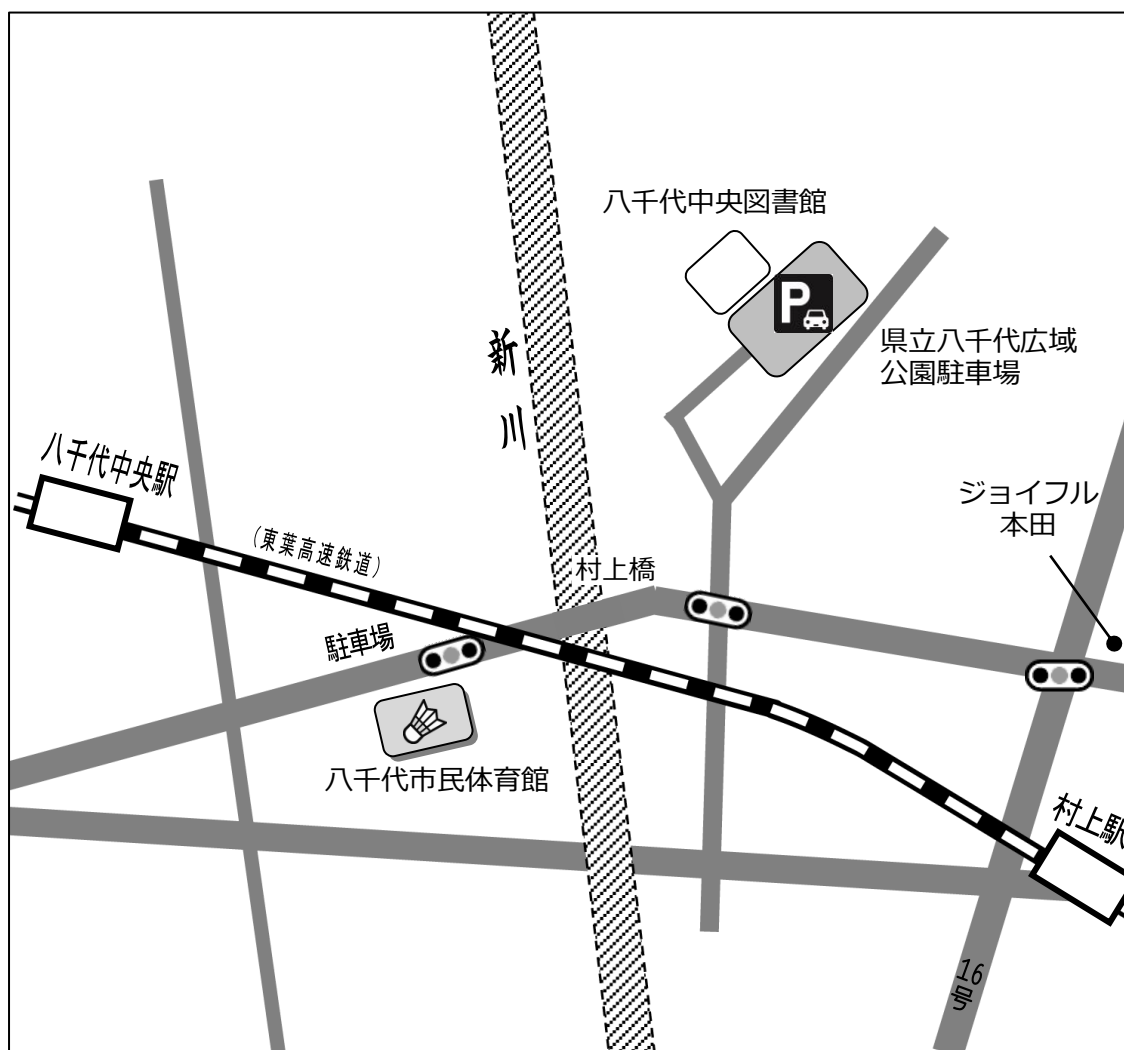 八千代中央図書館
P
県立八千代広域
公園駐車場
新川
八千代中央駅
(東葉高速鉄道)
ジョイフル
本田
村上橋
駐車場
八千代市民体育館
村上駅
16号